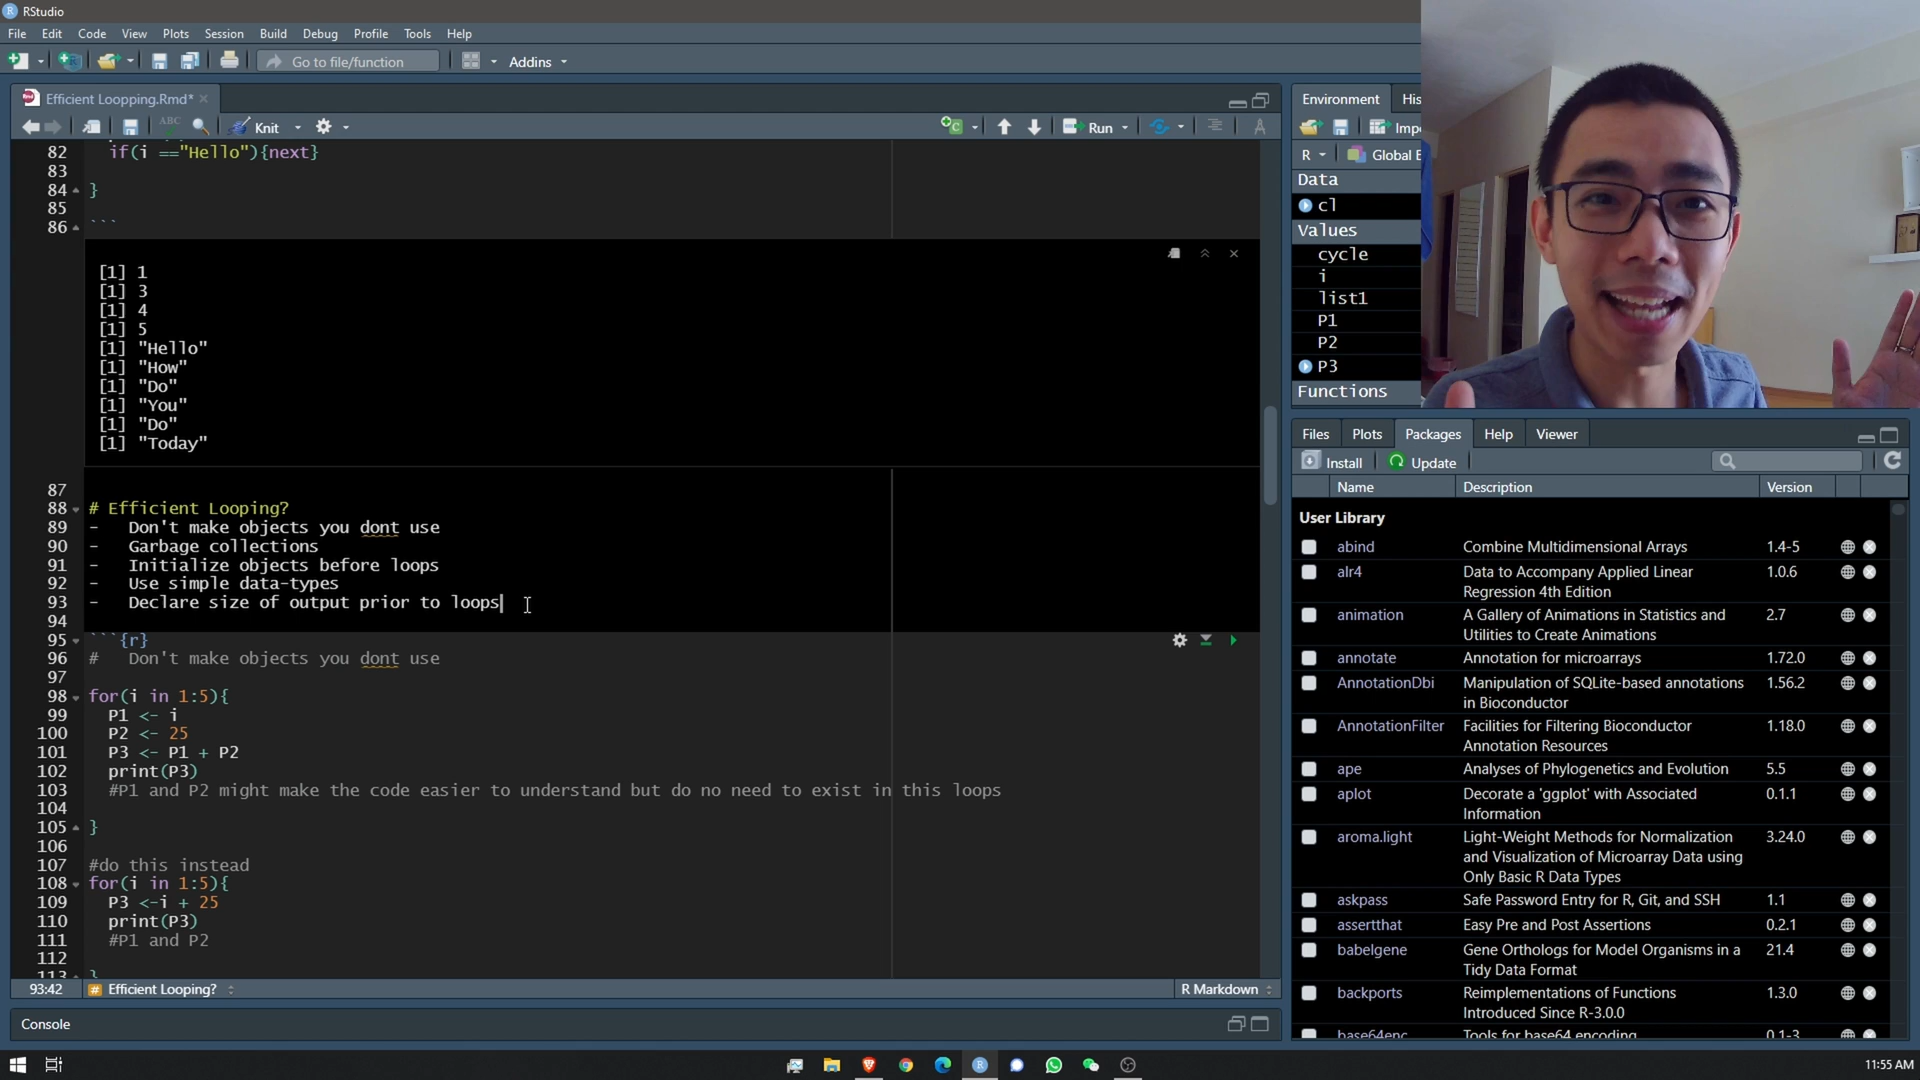 RStudio
File Edit Code View Plots Session Build Debug Profile Tools Help
Go to file/function Addins
Efficient Loopping.Rmd*
ABC Knit Run
82 if(i =="Hello"){next}
83
84 }
85
86 ```
[1] 1
[1] 3
[1] 4
[1] 5
[1] "Hello"
[1] "How"
[1] "Do"
[1] "You"
[1] "Do"
[1] "Today"
87
88 # Efficient Looping?
89 - Don't make objects you dont use
90 - Garbage collections
91 - Initialize objects before loops
92 - Use simple data-types
93 - Declare size of output prior to loops
94
95 ```{r}
96 # Don't make objects you dont use
97
98 for(i in 1:5){
99 P1 <- i
100 P2 <- 25
101 P3 <- P1 + P2
102 print(P3)
103 #P1 and P2 might make the code easier to understand but do no need to exist in this loops
104
105 }
106
107 #do this instead
108 for(i in 1:5){
109 P3 <-i + 25
110 print(P3)
111 #P1 and P2
112
113 }
93:42 # Efficient Looping? R Markdown
Console
Environment His
Impo
R Global E
Data
cl
Values
cycle
i
list1
P1
P2
P3
Functions
Files Plots Packages Help Viewer
Install Update
Name Description Version
User Library
abind Combine Multidimensional Arrays 1.4-5
alr4 Data to Accompany Applied Linear 1.0.6
Regression 4th Edition
animation A Gallery of Animations in Statistics and 2.7
Utilities to Create Animations
annotate Annotation for microarrays 1.72.0
AnnotationDbi Manipulation of SQLite-based annotations 1.56.2
in Bioconductor
AnnotationFilter Facilities for Filtering Bioconductor 1.18.0
Annotation Resources
ape Analyses of Phylogenetics and Evolution 5.5
aplot Decorate a 'ggplot' with Associated 0.1.1
Information
aroma.light Light-Weight Methods for Normalization 3.24.0
and Visualization of Microarray Data using
Only Basic R Data Types
askpass Safe Password Entry for R, Git, and SSH 1.1
assertthat Easy Pre and Post Assertions 0.2.1
babelgene Gene Orthologs for Model Organisms in a 21.4
Tidy Data Format
backports Reimplementations of Functions 1.3.0
Introduced Since R-3.0.0
base64enc Tools for base64 encoding 0.1-3
11:55 AM